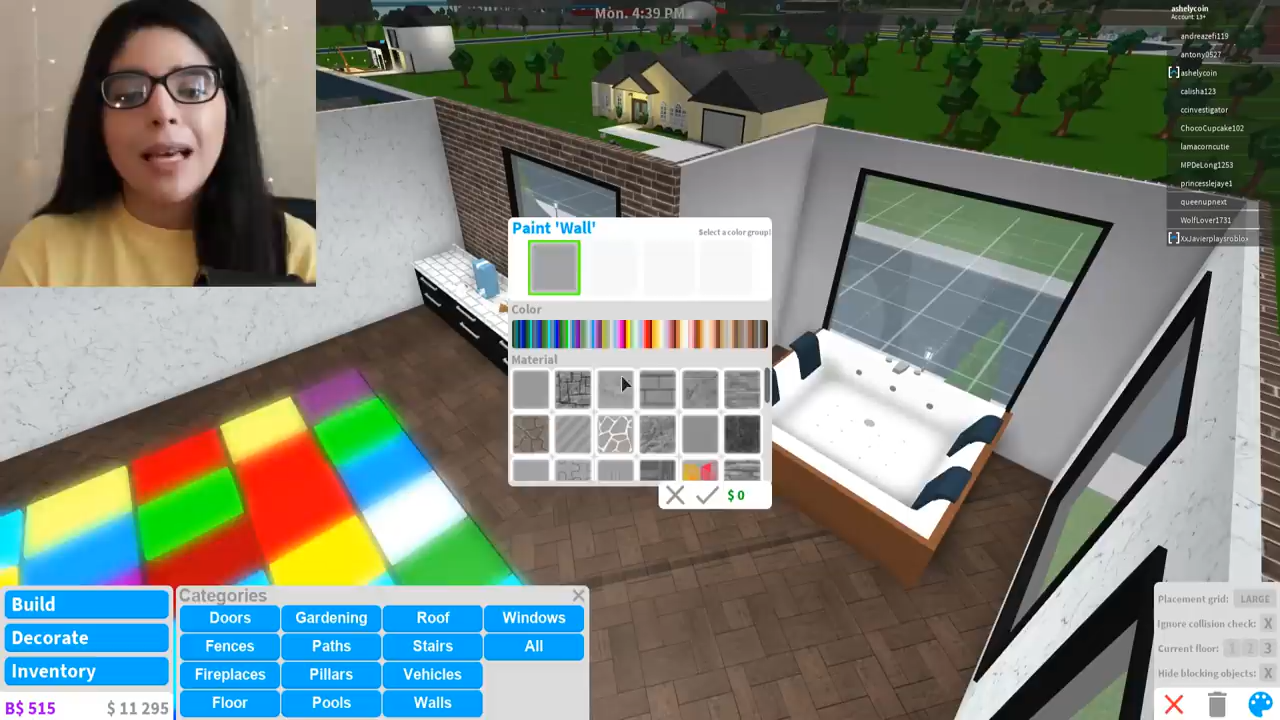 Mon. 4:39 PM
ashelycoin
Account: 13+
andreazefi119
antony0527
ashelycoin
calisha123
ccinvestigator
ChocoCupcake102
lamacorncutie
MPDeLong1253
princesslejaye1
queenupnext
WolfLover1731
XxJavierplaysroblox
Paint 'Wall'
Select a color group!
Color
Material
$ 0
Build
Decorate
Inventory
B$ 515
$ 11 295
Categories
Doors
Gardening
Roof
Windows
Fences
Paths
Stairs
All
Fireplaces
Pillars
Vehicles
Floor
Pools
Walls
Placement grid: LARGE
Ignore collision check: X
Current floor: 1 2 3
Hide blocking objects: X